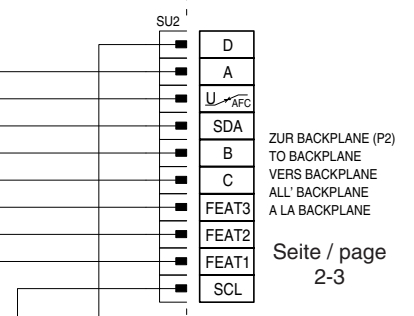 SU2
D
A
U AFC
SDA
B
C
FEAT3
FEAT2
FEAT1
SCL
ZUR BACKPLANE (P2)
TO BACKPLANE
VERS BACKPLANE
ALL' BACKPLANE
A LA BACKPLANE
Seite / page
2-3